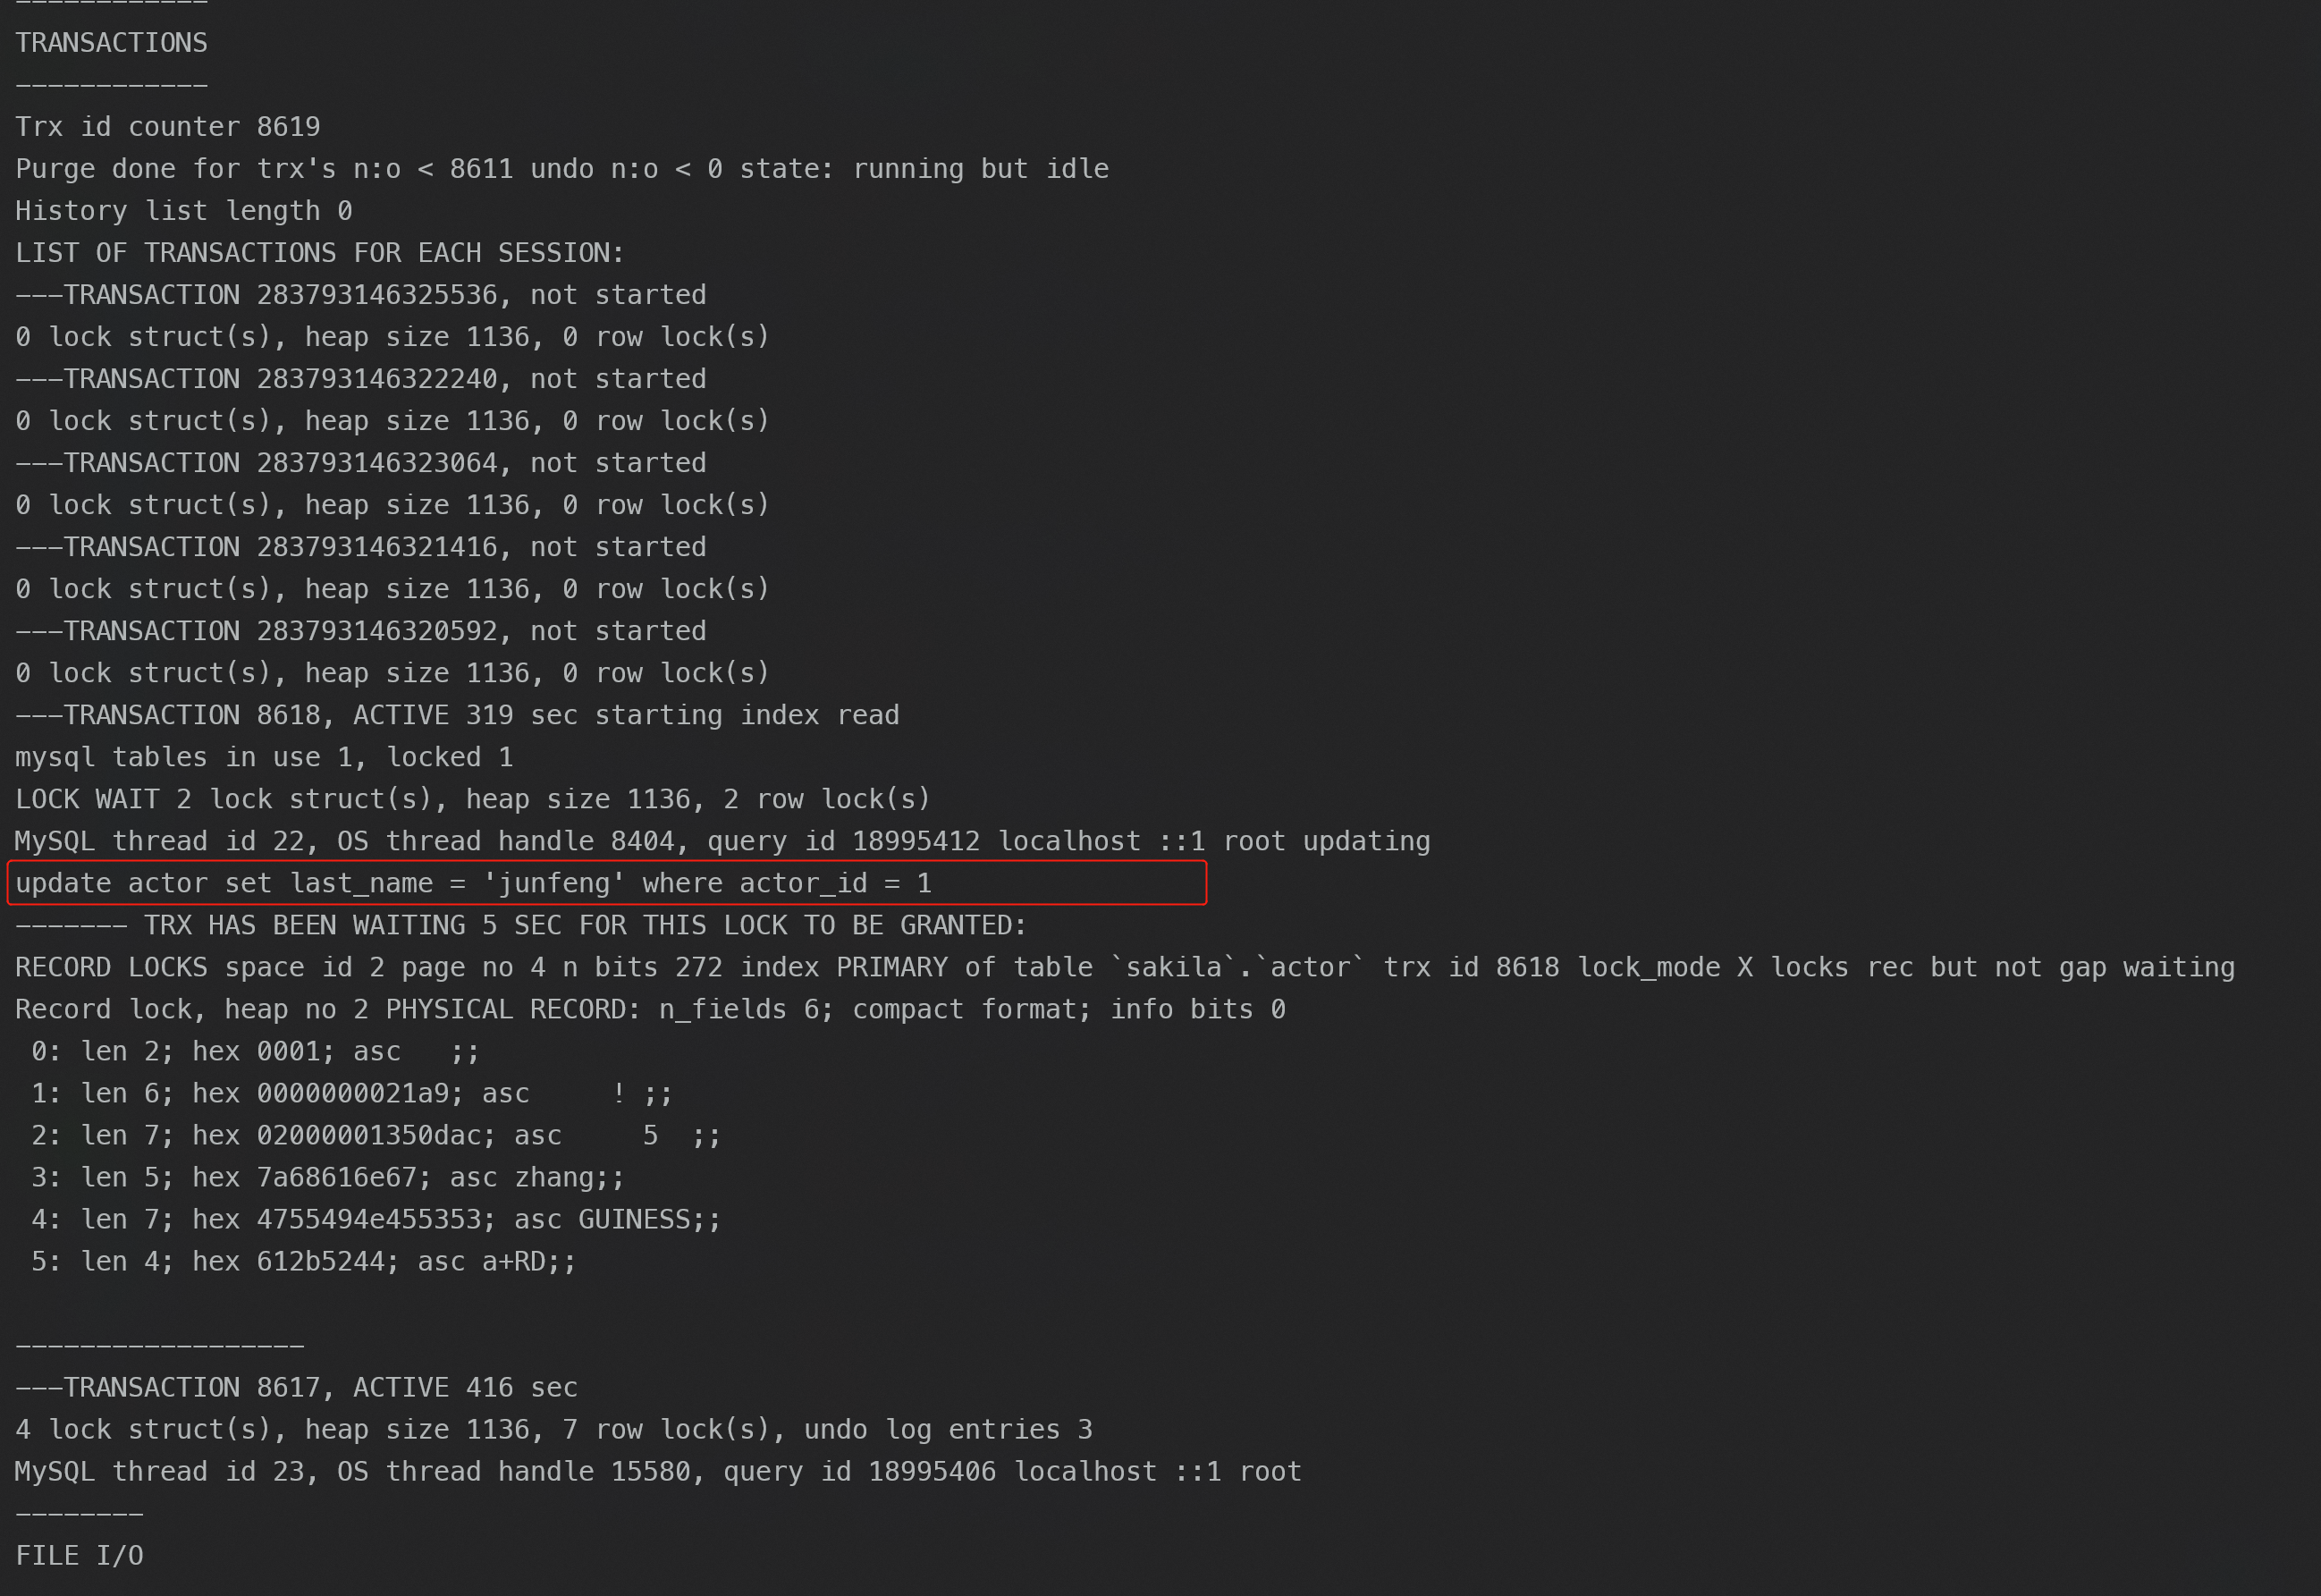 ------------
TRANSACTIONS
------------
Trx id counter 8619
Purge done for trx's n:o < 8611 undo n:o < 0 state: running but idle
History list length 0
LIST OF TRANSACTIONS FOR EACH SESSION:
---TRANSACTION 283793146325536, not started
0 lock struct(s), heap size 1136, 0 row lock(s)
---TRANSACTION 283793146322240, not started
0 lock struct(s), heap size 1136, 0 row lock(s)
---TRANSACTION 283793146323064, not started
0 lock struct(s), heap size 1136, 0 row lock(s)
---TRANSACTION 283793146321416, not started
0 lock struct(s), heap size 1136, 0 row lock(s)
---TRANSACTION 283793146320592, not started
0 lock struct(s), heap size 1136, 0 row lock(s)
---TRANSACTION 8618, ACTIVE 319 sec starting index read
mysql tables in use 1, locked 1
LOCK WAIT 2 lock struct(s), heap size 1136, 2 row lock(s)
MySQL thread id 22, OS thread handle 8404, query id 18995412 localhost ::1 root updating
update actor set last_name = 'junfeng' where actor_id = 1
------- TRX HAS BEEN WAITING 5 SEC FOR THIS LOCK TO BE GRANTED:
RECORD LOCKS space id 2 page no 4 n bits 272 index PRIMARY of table `sakila`.`actor` trx id 8618 lock_mode X locks rec but not gap waiting
Record lock, heap no 2 PHYSICAL RECORD: n_fields 6; compact format; info bits 0
 0: len 2; hex 0001; asc   ;;
 1: len 6; hex 0000000021a9; asc     ! ;;
 2: len 7; hex 02000001350dac; asc     5  ;;
 3: len 5; hex 7a68616e67; asc zhang;;
 4: len 7; hex 4755494e455353; asc GUINESS;;
 5: len 4; hex 612b5244; asc a+RD;;

------------------
---TRANSACTION 8617, ACTIVE 416 sec
4 lock struct(s), heap size 1136, 7 row lock(s), undo log entries 3
MySQL thread id 23, OS thread handle 15580, query id 18995406 localhost ::1 root
--------
FILE I/O